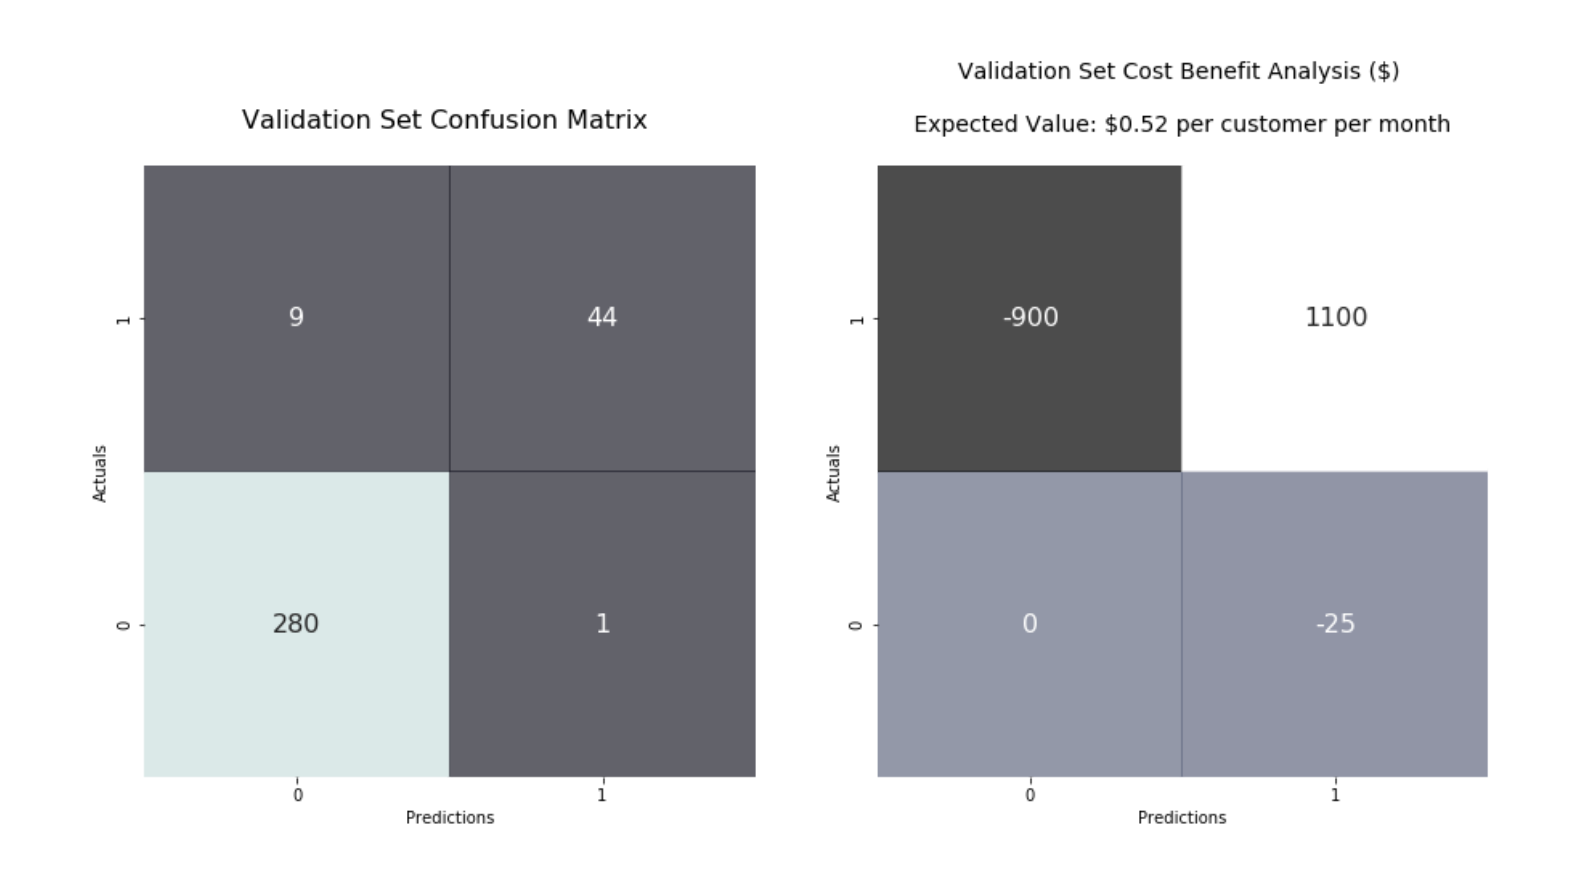 Validation Set Confusion Matrix
9
44
280
1
1
0
Actuals
0
1
Predictions
Validation Set Cost Benefit Analysis ($)
Expected Value: $0.52 per customer per month
-900
1100
0
-25
1
0
Actuals
0
1
Predictions